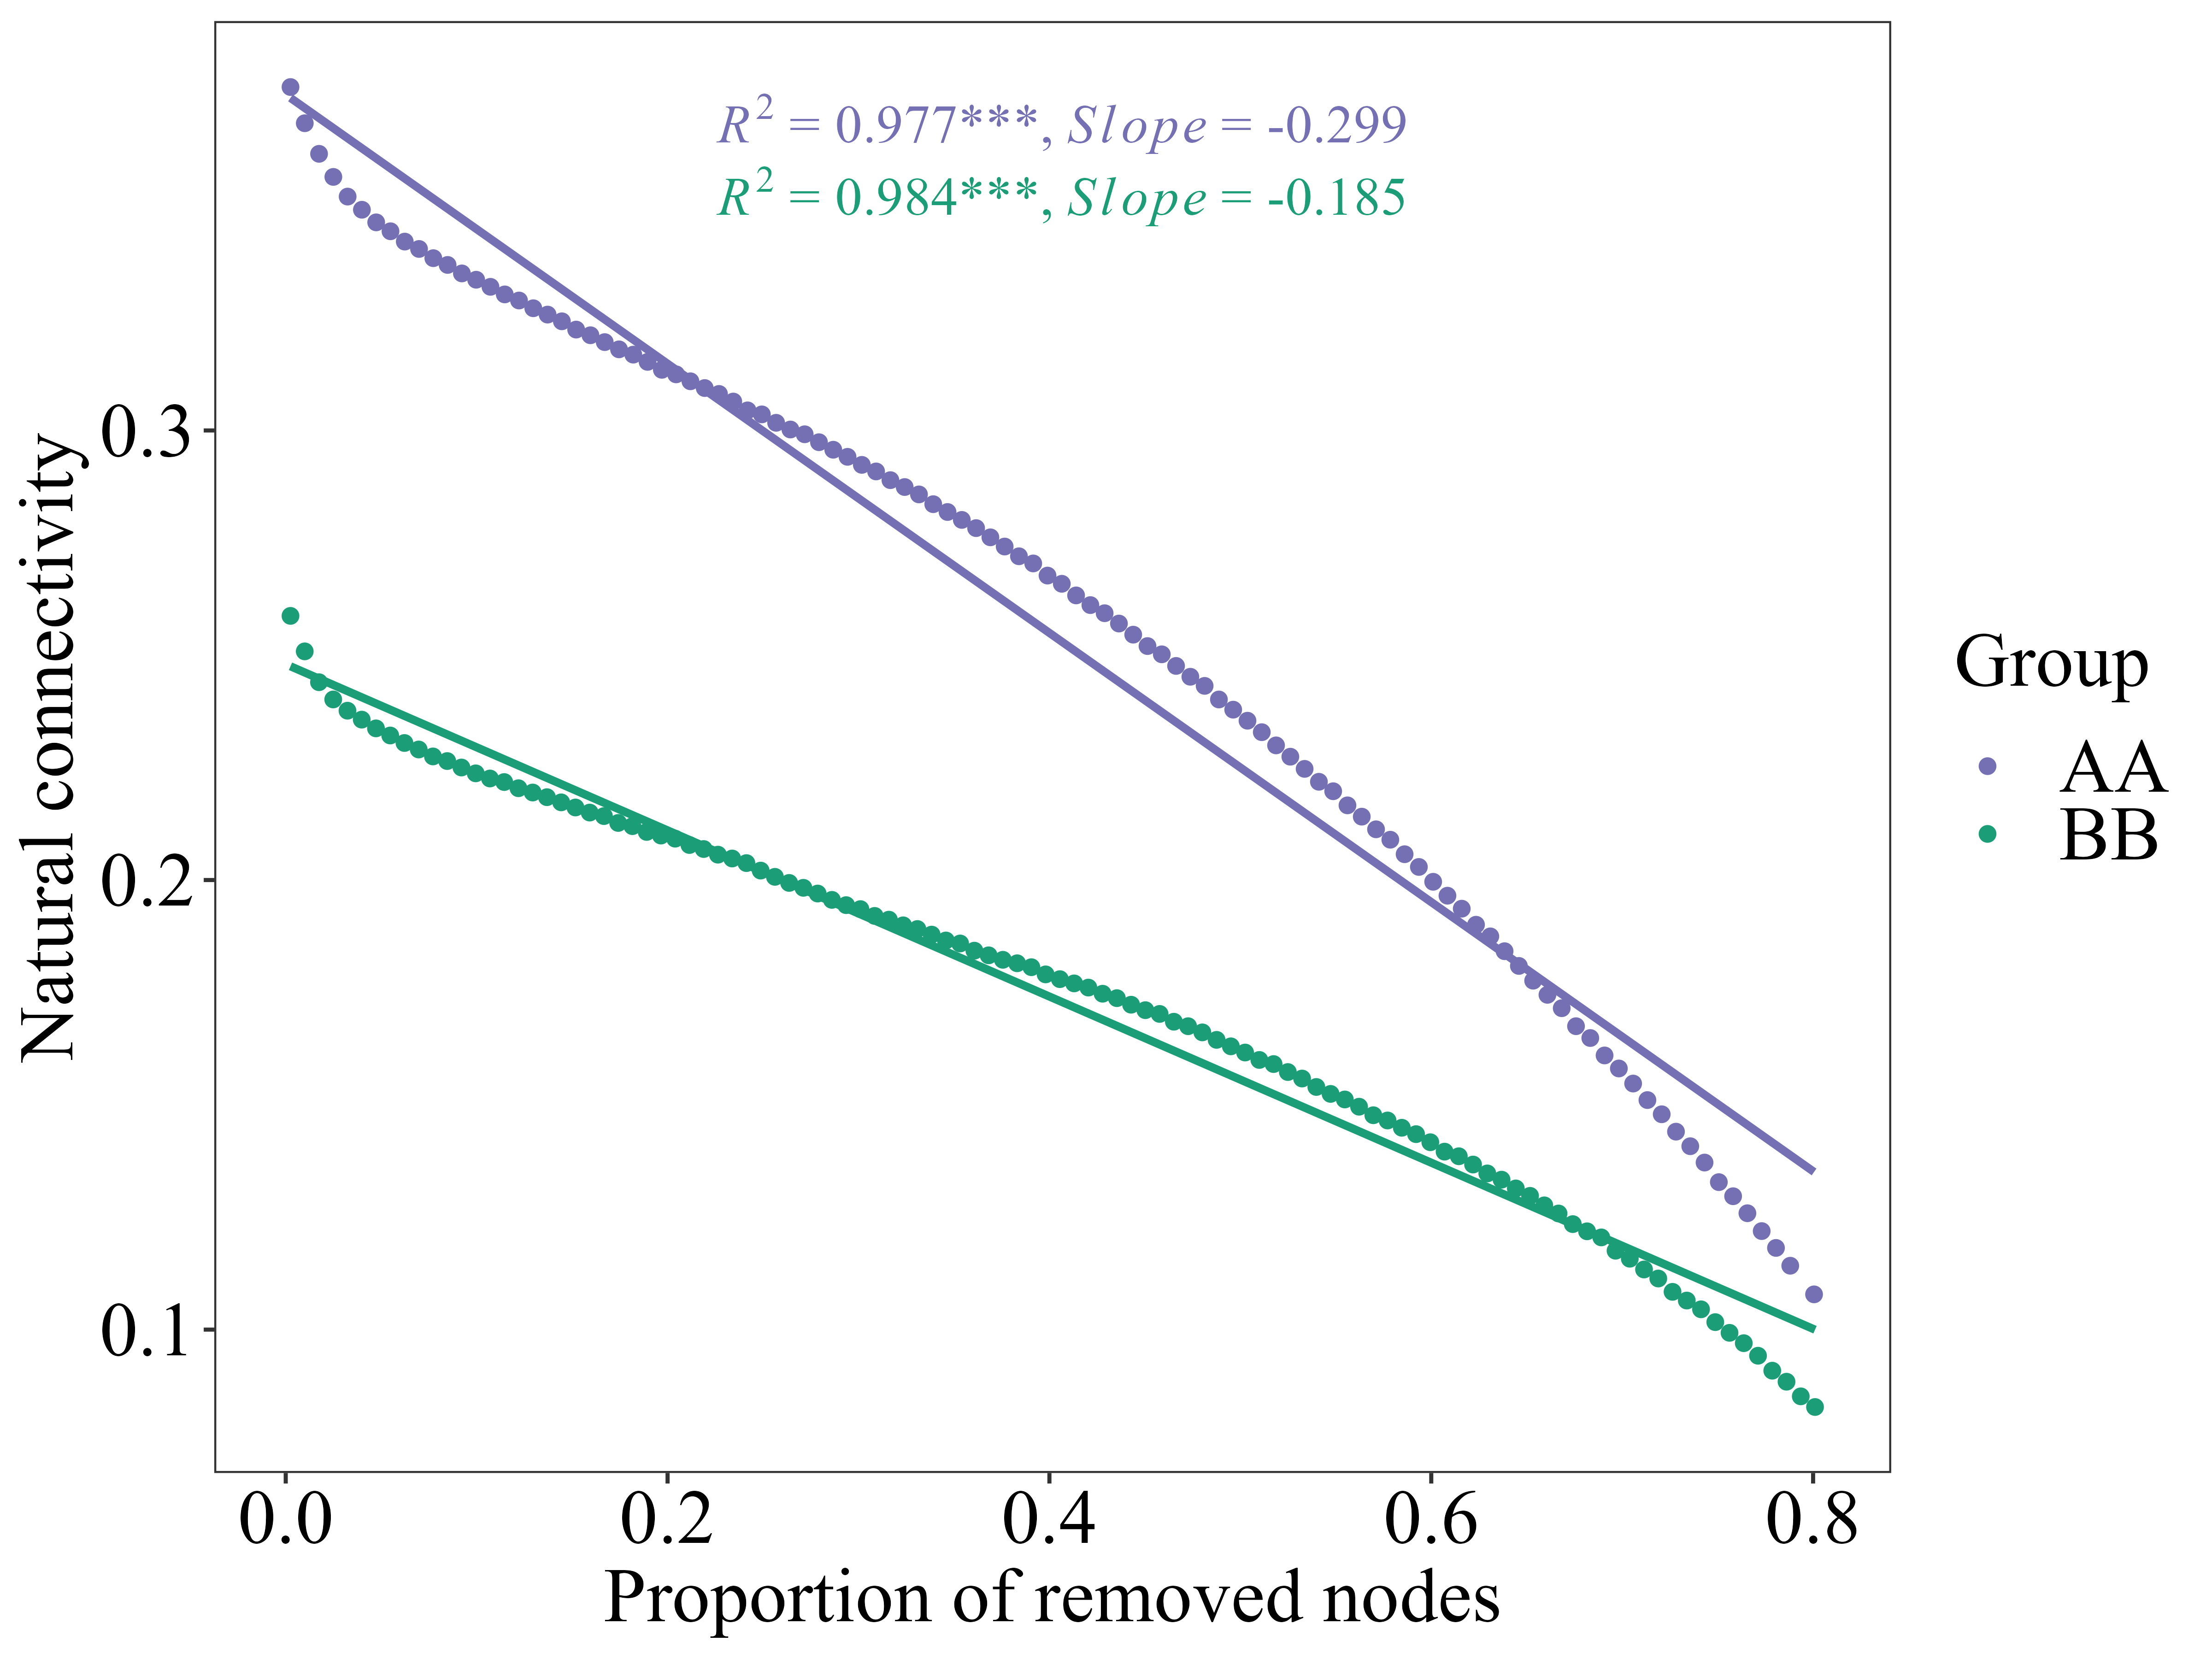 R² = 0.977***, Slope = -0.299
R² = 0.984***, Slope = -0.185
Natural connectivity
0.3
0.2
0.1
0.0 0.2 0.4 0.6 0.8
Proportion of removed nodes
Group
AA
BB